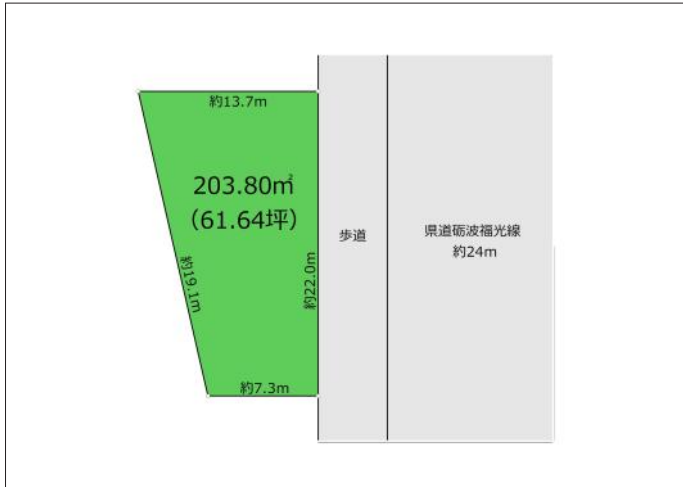 約13.7m
203.80㎡
（61.64坪）
約19.1m
約22.0m
約7.3m
歩道
県道砺波福光線
約24m